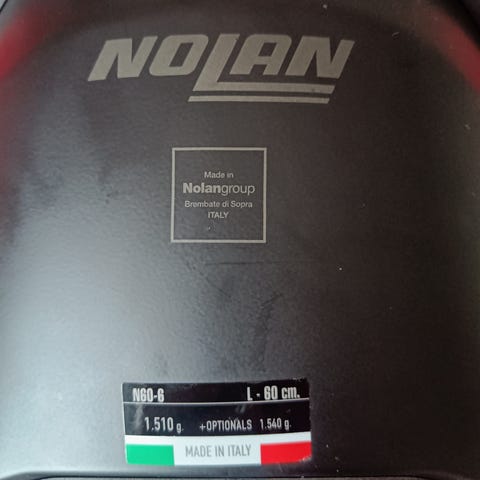 NOLAN
Made in
Nolangroup
Brembate di Sopra
ITALY
N60-6 L - 60 cm.
1.510 g. +OPTIONALS 1.540 g.
MADE IN ITALY